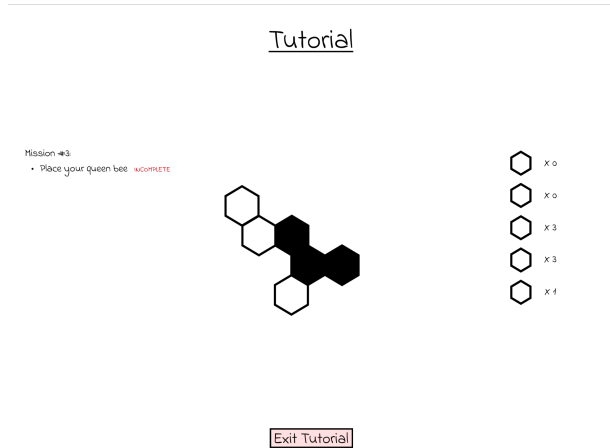 Tutorial
Mission #3:
• Place your queen bee INCOMPLETE
x 0
x 0
x 3
x 3
x 1
Exit Tutorial